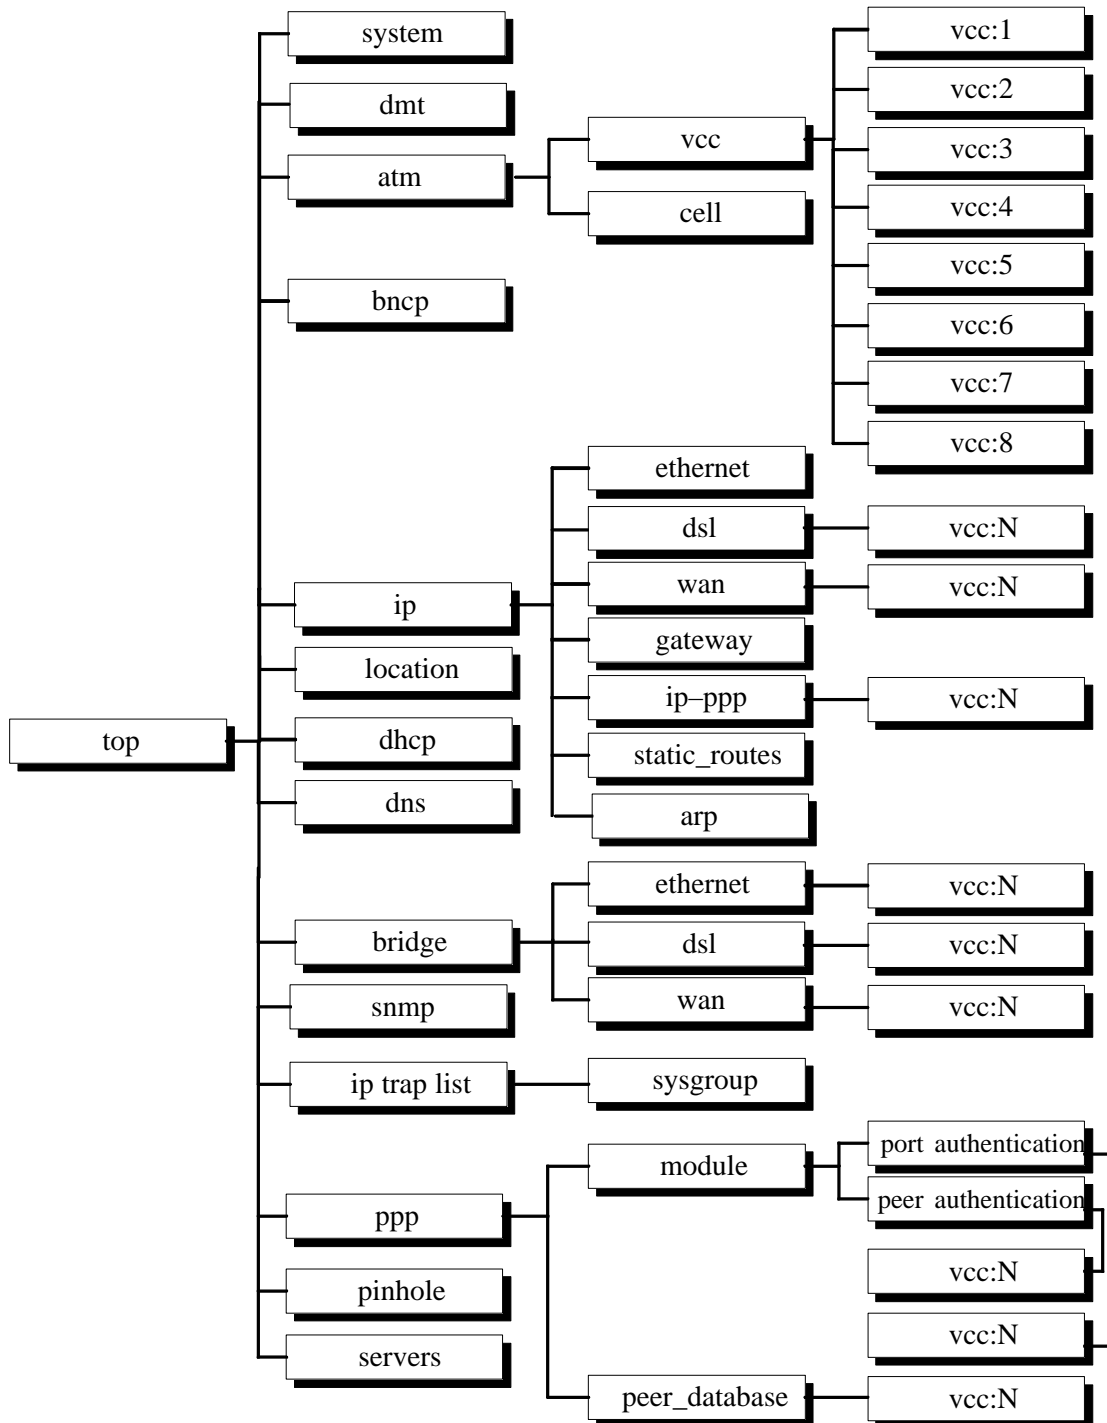 system
vcc:1
dmt
vcc:2
atm
vcc
vcc:3
cell
vcc:4
vcc:5
bncp
vcc:6
vcc:7
vcc:8
ethernet
dsl
vcc:N
ip
wan
vcc:N
gateway
location
ip–ppp
vcc:N
top
dhcp
static_routes
dns
arp
ethernet
vcc:N
bridge
dsl
vcc:N
snmp
wan
vcc:N
ip trap list
sysgroup
module
port authentication
peer authentication
ppp
vcc:N
pinhole
vcc:N
servers
peer_database
vcc:N